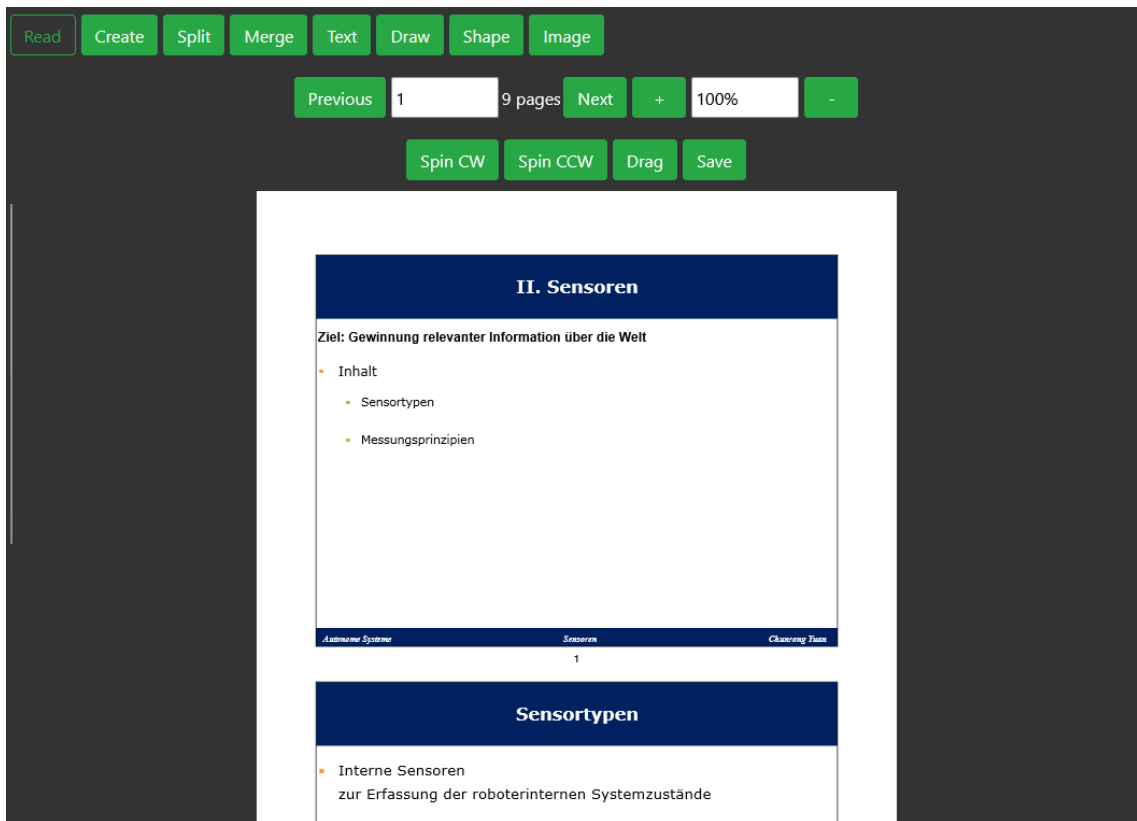 Read Create Split Merge Text Draw Shape Image
Previous 1 9 pages Next + 100% -
Spin CW Spin CCW Drag Save
II. Sensoren
Ziel: Gewinnung relevanter Information über die Welt
Inhalt
Sensortypen
Messungsprinzipien
Autonome Systeme Sensoren Chunrong Yuan
1
Sensortypen
Interne Sensoren
zur Erfassung der roboterinternen Systemzustände